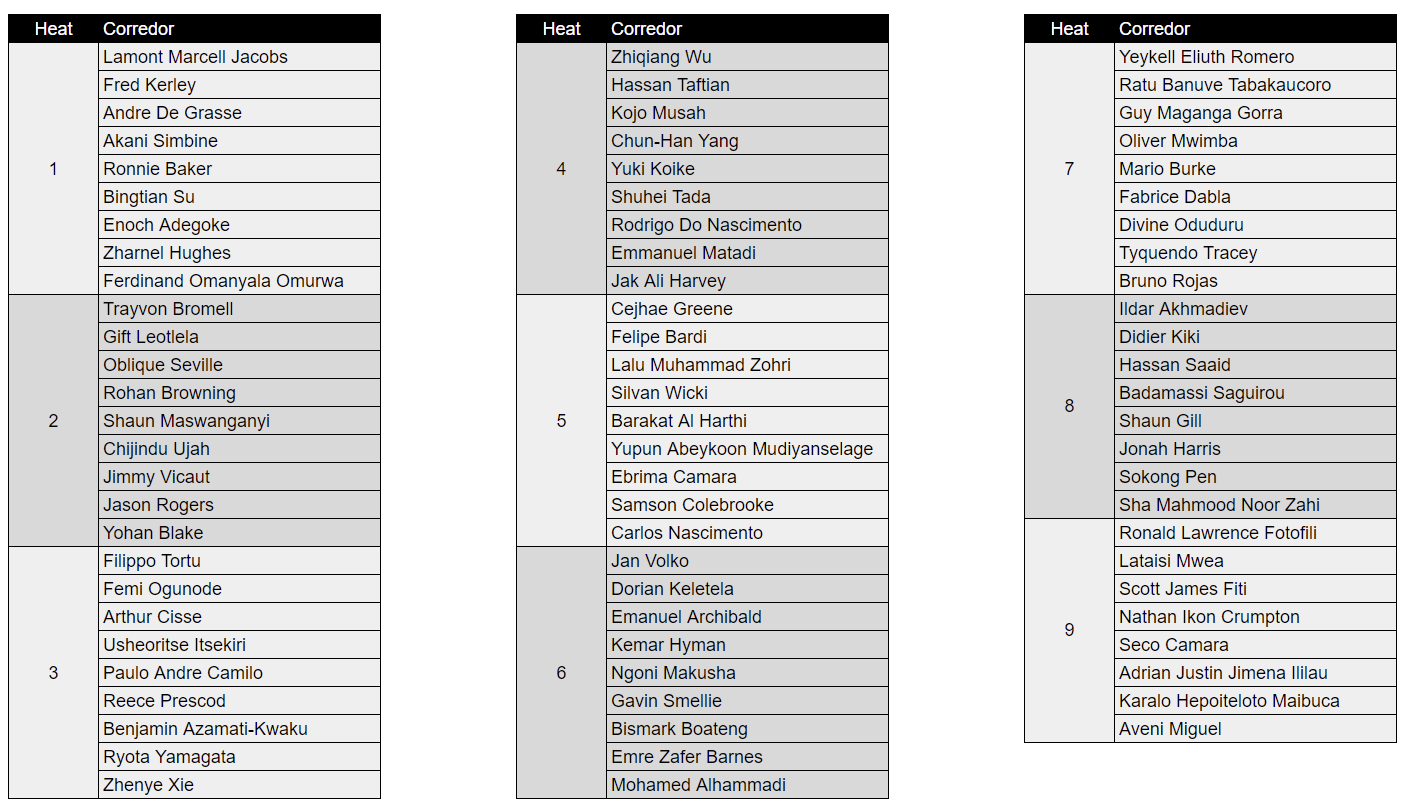 Heat Corredor
1
Lamont Marcell Jacobs
Fred Kerley
Andre De Grasse
Akani Simbine
Ronnie Baker
Bingtian Su
Enoch Adegoke
Zharnel Hughes
Ferdinand Omanyala Omurwa
2
Trayvon Bromell
Gift Leotlela
Oblique Seville
Rohan Browning
Shaun Maswanganyi
Chijindu Ujah
Jimmy Vicaut
Jason Rogers
Yohan Blake
3
Filippo Tortu
Femi Ogunode
Arthur Cisse
Usheoritse Itsekiri
Paulo Andre Camilo
Reece Prescod
Benjamin Azamati-Kwaku
Ryota Yamagata
Zhenye Xie
Heat Corredor
4
Zhiqiang Wu
Hassan Taftian
Kojo Musah
Chun-Han Yang
Yuki Koike
Shuhei Tada
Rodrigo Do Nascimento
Emmanuel Matadi
Jak Ali Harvey
5
Cejhae Greene
Felipe Bardi
Lalu Muhammad Zohri
Silvan Wicki
Barakat Al Harthi
Yupun Abeykoon Mudiyanselage
Ebrima Camara
Samson Colebrooke
Carlos Nascimento
6
Jan Volko
Dorian Keletela
Emanuel Archibald
Kemar Hyman
Ngoni Makusha
Gavin Smellie
Bismark Boateng
Emre Zafer Barnes
Mohamed Alhammadi
Heat Corredor
7
Yeykell Eliuth Romero
Ratu Banuve Tabakaucoro
Guy Maganga Gorra
Oliver Mwimba
Mario Burke
Fabrice Dabla
Divine Oduduru
Tyquendo Tracey
Bruno Rojas
8
Ildar Akhmadiev
Didier Kiki
Hassan Saaid
Badamassi Saguirou
Shaun Gill
Jonah Harris
Sokong Pen
Sha Mahmood Noor Zahi
9
Ronald Lawrence Fotofili
Lataisi Mwea
Scott James Fiti
Nathan Ikon Crumpton
Seco Camara
Adrian Justin Jimena Ililau
Karalo Hepoiteloto Maibuca
Aveni Miguel